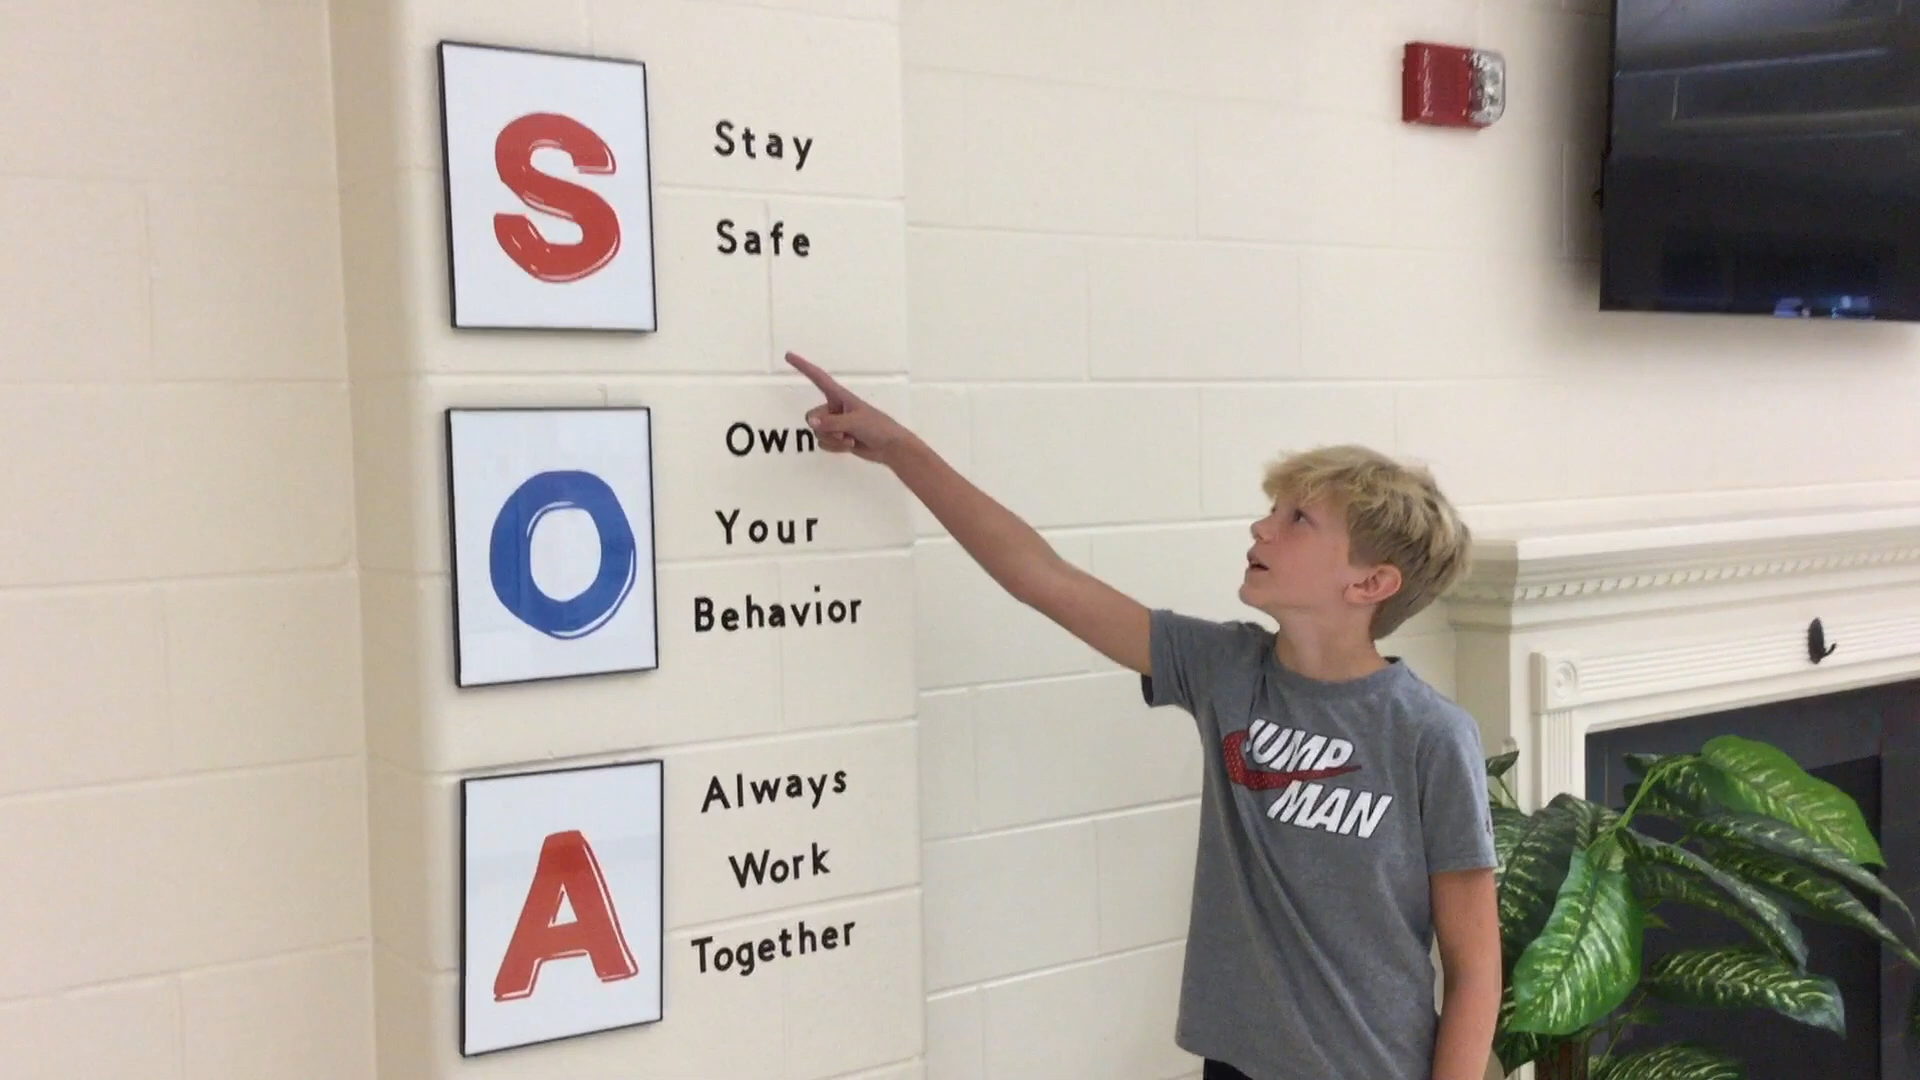 S
Stay
Safe
O
Own
Your
Behavior
A
Always
Work
Together
JUMP
MAN